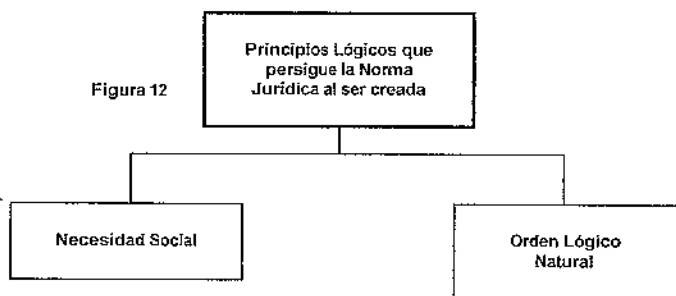 Principios Lógicos que
persigue la Norma
Jurídica al ser creada
Figura 12
Necesidad Social
Orden Lógico
Natural